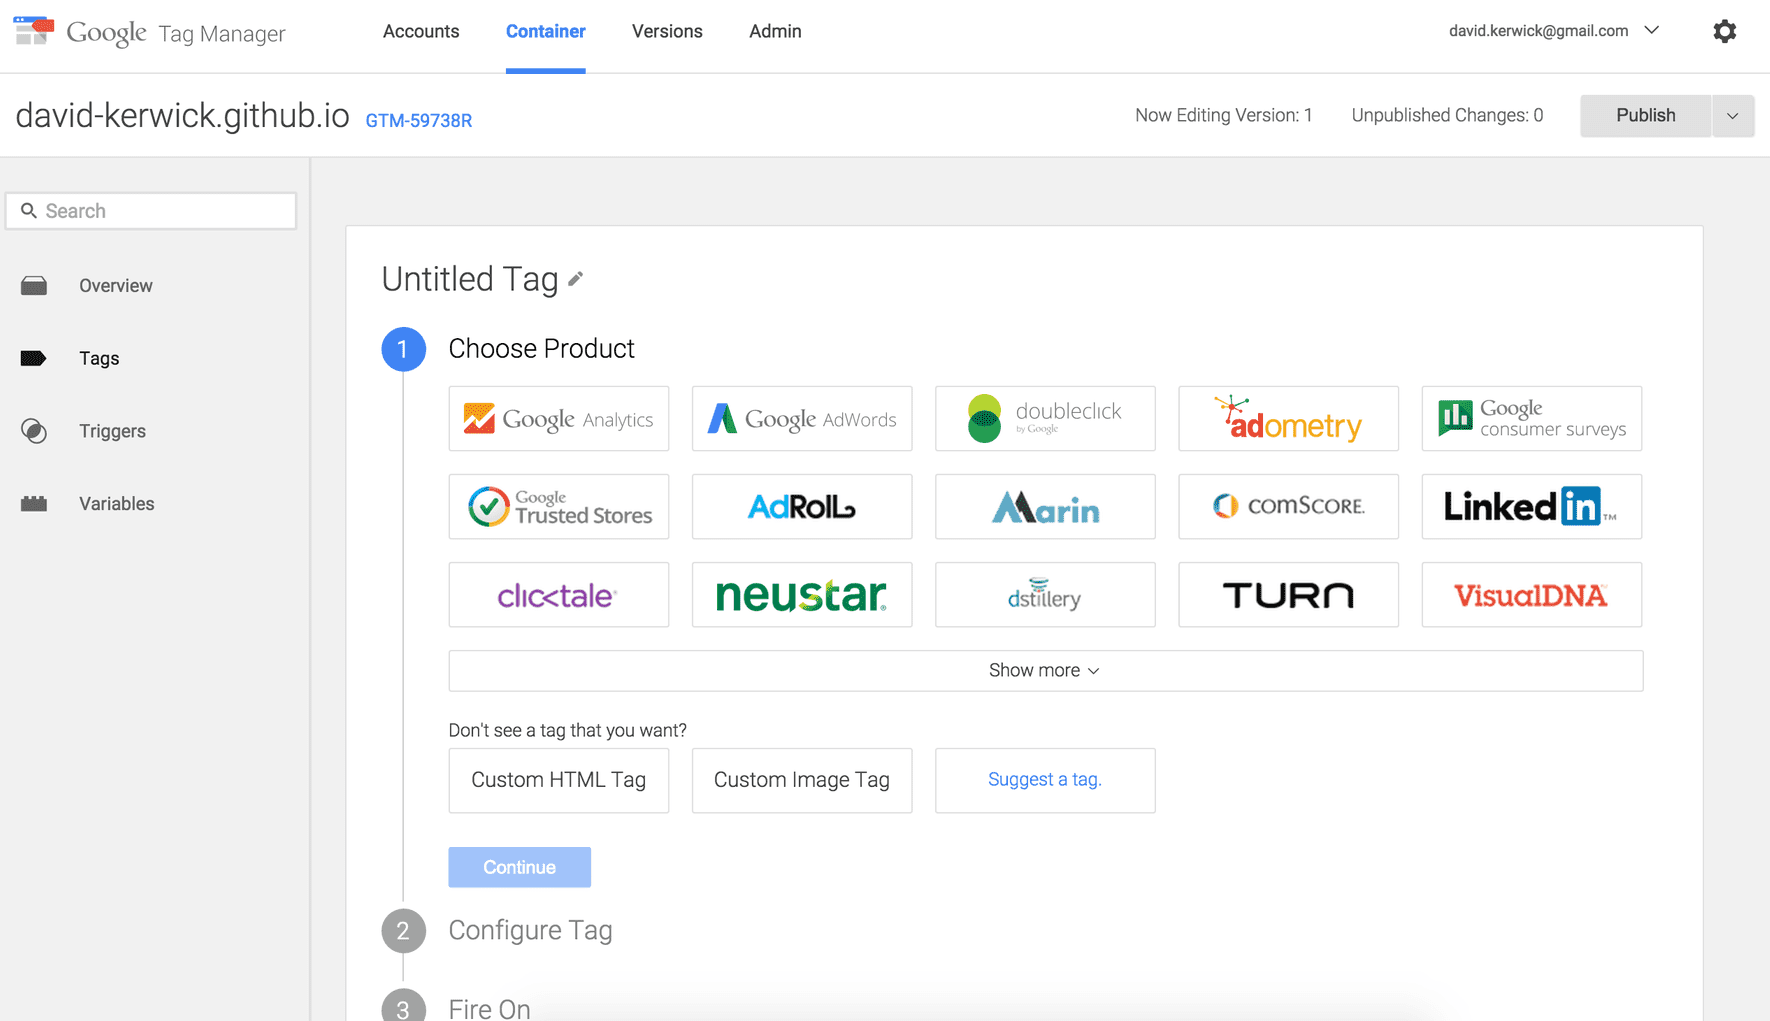 Google Tag Manager
Accounts
Container
Versions
Admin
david.kerwick@gmail.com
david-kerwick.github.io GTM-59738R
Now Editing Version: 1
Unpublished Changes: 0
Publish
Search
Overview
Tags
Triggers
Variables
Untitled Tag
1 Choose Product
Google Analytics
Google AdWords
doubleclick
by Google
adometry
Google
consumer surveys
Google
Trusted Stores
AdRoll
Marin
comScore.
Linked in ™
clicktale
neustar®
dstillery
TURN
VisualDNA
Show more
Don't see a tag that you want?
Custom HTML Tag
Custom Image Tag
Suggest a tag.
Continue
2 Configure Tag
3 Fire On